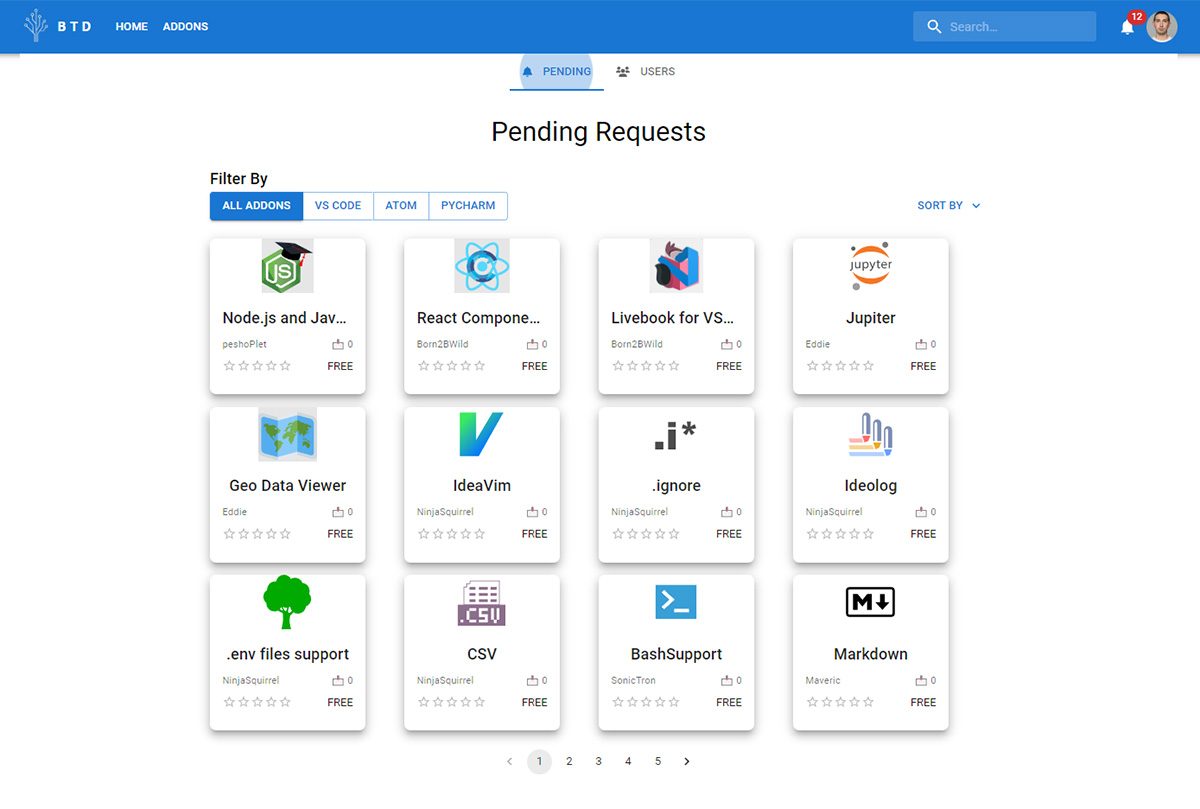 BTD HOME ADDONS Search... 12
PENDING USERS
Pending Requests
Filter By
ALL ADDONS VS CODE ATOM PYCHARM SORT BY
JS
jupyter
Node.js and Jav... React Compone... Livebook for VS... Jupiter
peshoPlet 0 Born2BWild 0 Born2BWild 0 Eddie 0
FREE FREE FREE FREE
.i*
Geo Data Viewer IdeaVim .ignore Ideolog
Eddie 0 NinjaSquirrel 0 NinjaSquirrel 0 NinjaSquirrel 0
FREE FREE FREE FREE
.CSV >_ M
.env files support CSV BashSupport Markdown
NinjaSquirrel 0 NinjaSquirrel 0 SonicTron 0 Maveric 0
FREE FREE FREE FREE
1 2 3 4 5